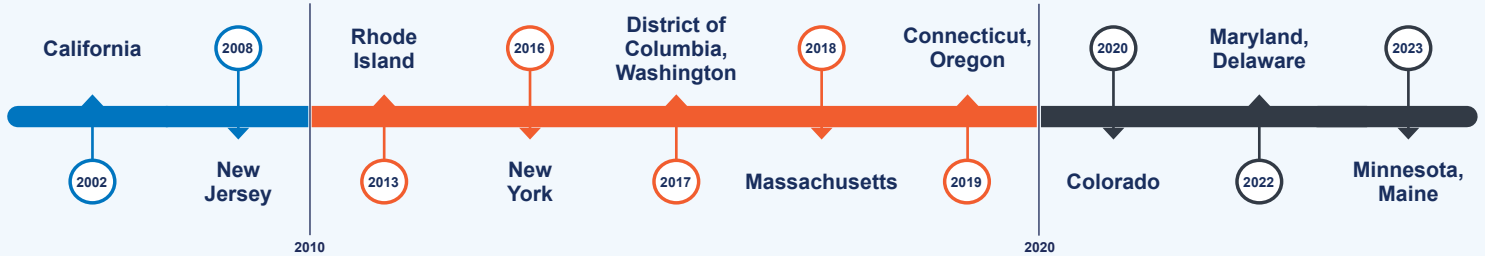 California
2002
2008
New
Jersey
2010
Rhode
Island
2013
2016
New
York
District of
Columbia,
Washington
2017
2018
Massachusetts
Connecticut,
Oregon
2019
2020
2020
Colorado
Maryland,
Delaware
2022
2023
Minnesota,
Maine